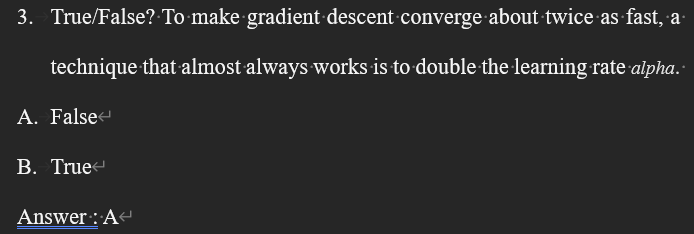 3. True/False? To make gradient descent converge about twice as fast, a
technique that almost always works is to double the learning rate alpha.
A. False
B. True
Answer : A